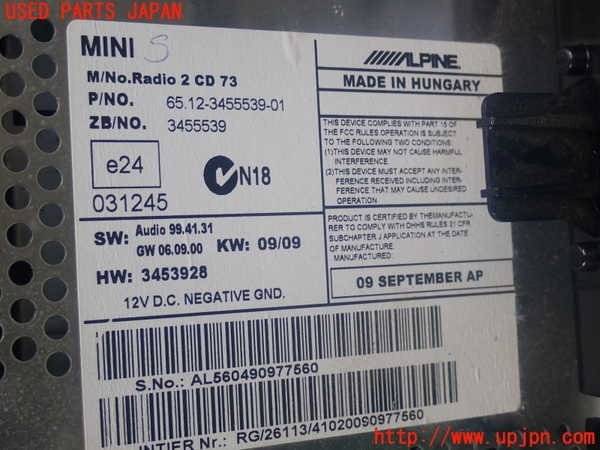 USED PARTS JAPAN
MINI S
M/No.Radio 2 CD 73
P/NO. 65.12-3455539-01
ZB/NO. 3455539
e24
031245
N18
SW: Audio 99.41.31
GW 06.09.00
KW: 09/09
HW: 3453928
12V D.C. NEGATIVE GND.
ALPINE
MADE IN HUNGARY
THIS DEVICE COMPLIES WITH PART 15 OF
THE FCC RULES.OPERATION IS SUBJECT
TO THE FOLLOWING TWO CONDITIONS:
(1)THIS DEVICE MAY NOT CAUSE HARMFUL
INTERFERENCE.
(2)THIS DEVICE MUST ACCEPT ANY INTER-
FERENCE RECEIVED INCLUDING INTER-
FERENCE THAT MAY CAUSE UNDESIRED
OPERATION.
PRODUCT IS CERTIFIED BY THE MANUFACTU-
RER TO COMPLY WITH DHHS RULES 21 CFR
SUBCHAPTER J APPLICABLE AT THE DATE
OF MANUFACTURE.
MANUFACTURED:
09 SEPTEMBER AP
S.No.: AL560490977560
INTIER Nr.: RG/26113/41020090977560
http://www.upjpn.com/